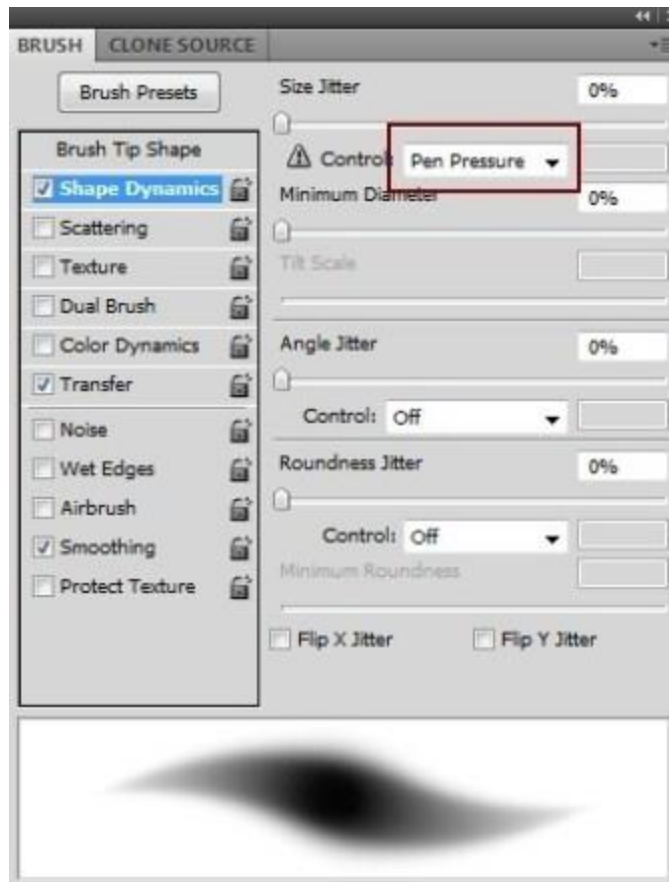 BRUSH CLONE SOURCE
Brush Presets
Brush Tip Shape
Shape Dynamics
Scattering
Texture
Dual Brush
Color Dynamics
Transfer
Noise
Wet Edges
Airbrush
Smoothing
Protect Texture
Size Jitter 0%
Control: Pen Pressure
Minimum Diameter 0%
Tilt Scale
Angle Jitter 0%
Control: Off
Roundness Jitter 0%
Control: Off
Minimum Roundness
Flip X Jitter Flip Y Jitter